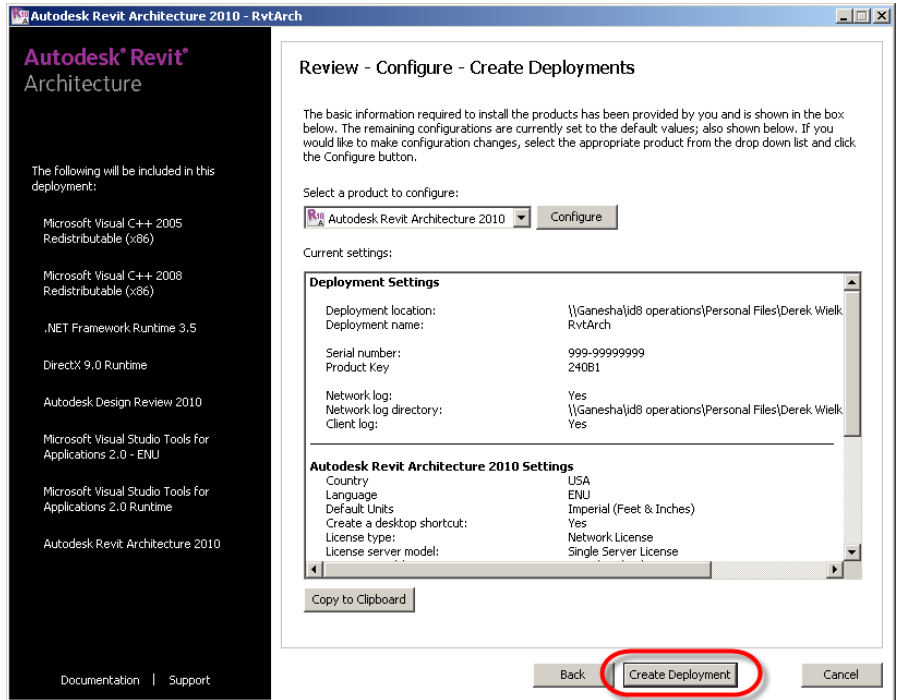 Autodesk Revit Architecture 2010 - RvtArch
Autodesk® Revit®
Architecture
The following will be included in this
deployment:
Microsoft Visual C++ 2005
Redistributable (x86)
Microsoft Visual C++ 2008
Redistributable (x86)
.NET Framework Runtime 3.5
DirectX 9.0 Runtime
Autodesk Design Review 2010
Microsoft Visual Studio Tools for
Applications 2.0 - ENU
Microsoft Visual Studio Tools for
Applications 2.0 Runtime
Autodesk Revit Architecture 2010
Documentation | Support
Review - Configure - Create Deployments
The basic information required to install the products has been provided by you and is shown in the box
below. The remaining configurations are currently set to the default values; also shown below. If you
would like to make configuration changes, select the appropriate product from the drop down list and click
the Configure button.
Select a product to configure:
Autodesk Revit Architecture 2010 Configure
Current settings:
Deployment Settings
Deployment location: \\Ganesha\id8 operations\Personal Files\Derek Wielk
Deployment name: RvtArch
Serial number: 999-99999999
Product Key 240B1
Network log: Yes
Network log directory: \\Ganesha\id8 operations\Personal Files\Derek Wielk
Client log: Yes
Autodesk Revit Architecture 2010 Settings
Country USA
Language ENU
Default Units Imperial (Feet & Inches)
Create a desktop shortcut: Yes
License type: Network License
License server model: Single Server License
Copy to Clipboard
Back Create Deployment Cancel